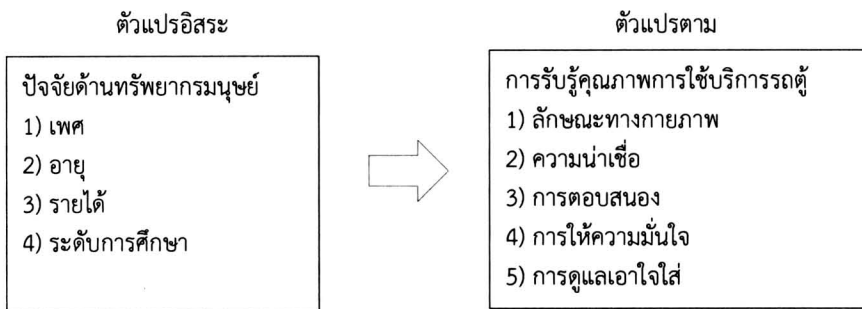 ตัวแปรอิสระ
ปัจจัยด้านทรัพยากรมนุษย์
1) เพศ
2) อายุ
3) รายได้
4) ระดับการศึกษา
ตัวแปรตาม
การรับรู้คุณภาพการใช้บริการรถตู้
1) ลักษณะทางกายภาพ
2) ความน่าเชื่อ
3) การตอบสนอง
4) การให้ความมั่นใจ
5) การดูแลเอาใจใส่